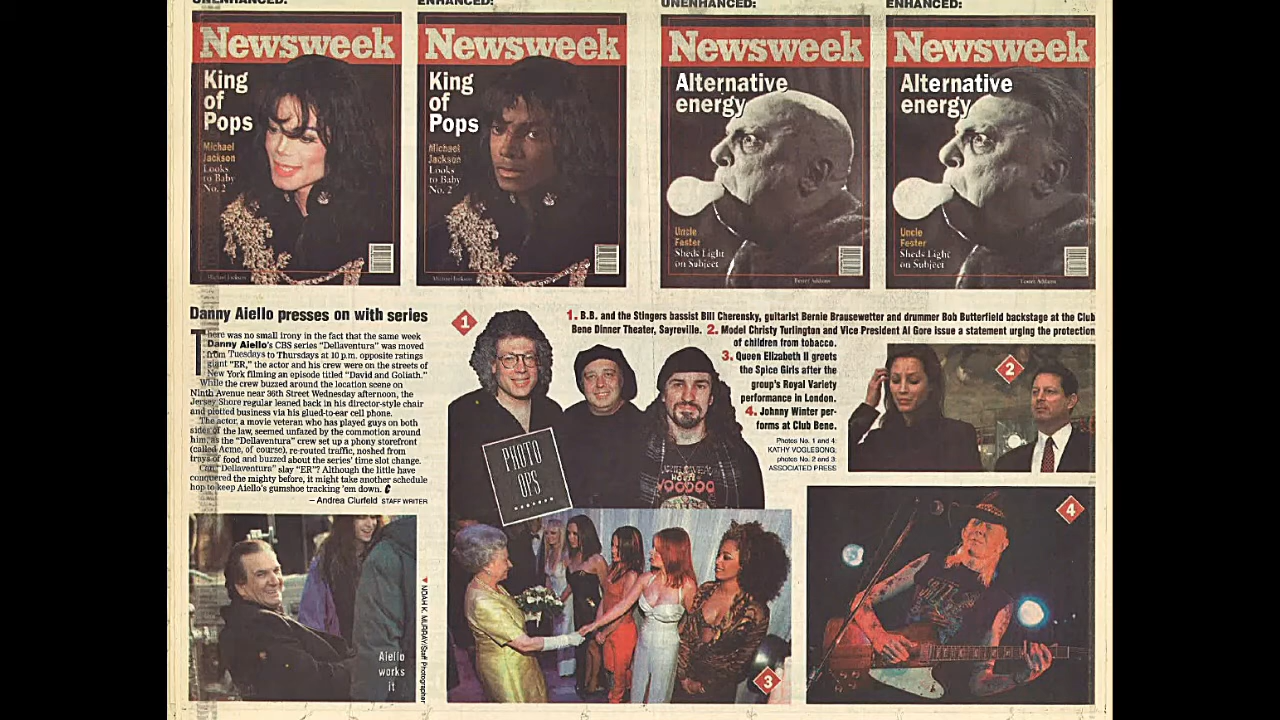 UNENHANCED:
ENHANCED:
UNENHANCED:
ENHANCED:
Newsweek
King
of
Pops
Michael
Jackson
Looks
to Baby
No. 2
Michael Jackson
Newsweek
King
of
Pops
Michael
Jackson
Looks
to Baby
No. 2
Michael Jackson
Newsweek
Alternative
energy
Uncle
Fester
Sheds Light
on Subject
Newsweek
Alternative
energy
Uncle
Fester
Sheds Light
on Subject
Danny Aiello presses on with series
There was no small irony in the fact that the same week
Danny Aiello's CBS series "Dellaventura" was moved
from Tuesdays to Thursdays at 10 p.m. opposite ratings
giant "ER," the actor and his crew were on the streets of
New York filming an episode titled "David and Goliath."
While the crew buzzed around the location scene on
Ninth Avenue near 36th Street Wednesday afternoon, the
Jersey Shore regular leaned back in his director-style chair
and plotted business via his glued-to-ear cell phone.
The actor, a movie veteran who has played guys on both
sides of the law, seemed unfazed by the commotion around
him, as the "Dellaventura" crew set up a phony storefront
(called Acme, of course), re-routed traffic, noshed from
trays of food and buzzed about the series' time slot change.
Can "Dellaventura" slay "ER"? Although the little have
conquered the mighty before, it might take another schedule
hop to keep Aiello's gumshoe tracking 'em down.
— Andrea Clurfeld STAFF WRITER
Aiello
works
it
NOAH K. MURRAY/Staff Photographer
1
1. B.B. and the Stingers bassist Bill Cherensky, guitarist Bernie Brausewetter and drummer Bob Butterfield backstage at the Club
Bene Dinner Theater, Sayreville. 2. Model Christy Turlington and Vice President Al Gore issue a statement urging the protection
of children from tobacco.
3. Queen Elizabeth II greets
the Spice Girls after the
group's Royal Variety
performance in London.
4. Johnny Winter per-
forms at Club Bene.
Photos No. 1 and 4:
KATHY VOGLESONG;
photos No. 2 and 3:
ASSOCIATED PRESS
PHOTO
OPS
VOODOO
2
3
4